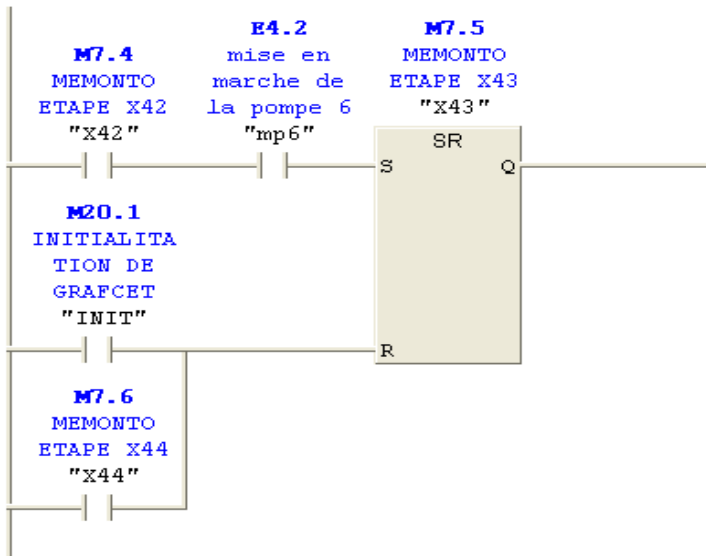 M7.4
MEMONTO
ETAPE X42
"X42"
E4.2
mise en
marche de
la pompe 6
"mp6"
M7.5
MEMONTO
ETAPE X43
"X43"
SR
S
Q
M20.1
INITIALITA
TION DE
GRAFCET
"INIT"
R
M7.6
MEMONTO
ETAPE X44
"X44"